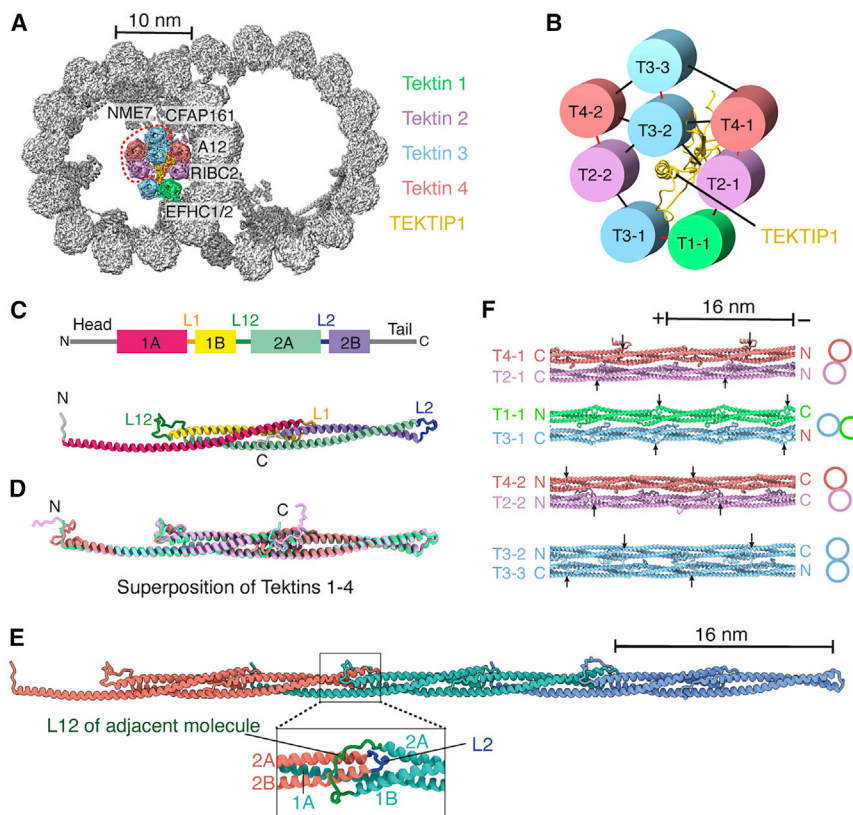 A
10 nm
NME7
CFAP161
A12
RIBC2
EFHC1/2
Tektin 1
Tektin 2
Tektin 3
Tektin 4
TEKTIP1
B
T3-3
T4-2
T3-2
T4-1
T2-2
T2-1
T3-1
T1-1
TEKTIP1
C
Head L1 L12 L2 Tail
N 1A 1B 2A 2B C
N
L12
L1
L2
C
D
N
C
Superposition of Tektins 1-4
F
+ 16 nm –
T4-1 C N
T2-1 C
T1-1 N C
T3-1 C N
T4-2 N C
T2-2 N C
T3-2 N C
T3-3 C N
E
16 nm
L12 of adjacent molecule
2A
L2
2A
2B
1A
1B